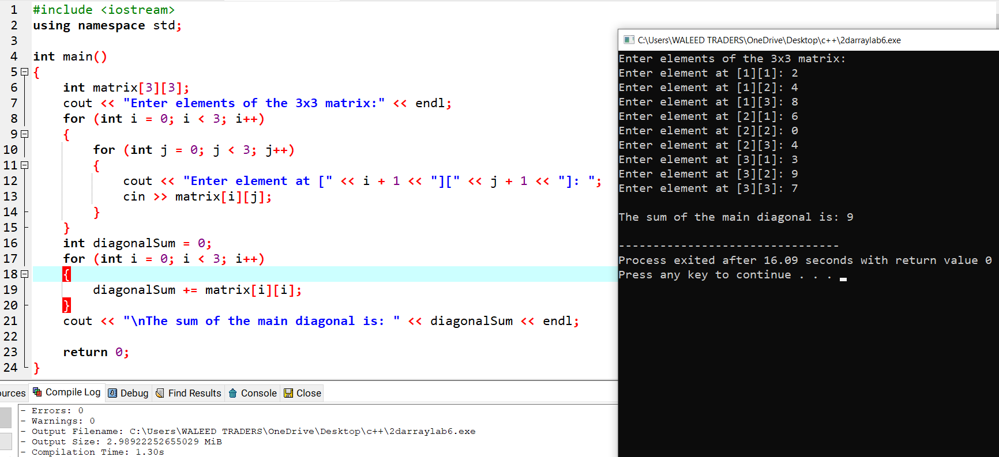 1 #include <iostream>
2 using namespace std;
3
4 int main()
5 {
6 int matrix[3][3];
7 cout << "Enter elements of the 3x3 matrix:" << endl;
8 for (int i = 0; i < 3; i++)
9 {
10 for (int j = 0; j < 3; j++)
11 {
12 cout << "Enter element at [" << i + 1 << "][" << j + 1 << "]: ";
13 cin >> matrix[i][j];
14 }
15 }
16 int diagonalSum = 0;
17 for (int i = 0; i < 3; i++)
18 {
19 diagonalSum += matrix[i][i];
20 }
21 cout << "\nThe sum of the main diagonal is: " << diagonalSum << endl;
22
23 return 0;
24 }
C:\Users\WALEED TRADERS\OneDrive\Desktop\c++\2darraylab6.exe
Enter elements of the 3x3 matrix:
Enter element at [1][1]: 2
Enter element at [1][2]: 4
Enter element at [1][3]: 8
Enter element at [2][1]: 6
Enter element at [2][2]: 0
Enter element at [2][3]: 4
Enter element at [3][1]: 3
Enter element at [3][2]: 9
Enter element at [3][3]: 7
The sum of the main diagonal is: 9
--------------------------------
Process exited after 16.09 seconds with return value 0
Press any key to continue . . .
ources Compile Log Debug Find Results Console Close
- Errors: 0
- Warnings: 0
- Output Filename: C:\Users\WALEED TRADERS\OneDrive\Desktop\c++\2darraylab6.exe
- Output Size: 2.98922252655029 MiB
- Compilation Time: 1.30s